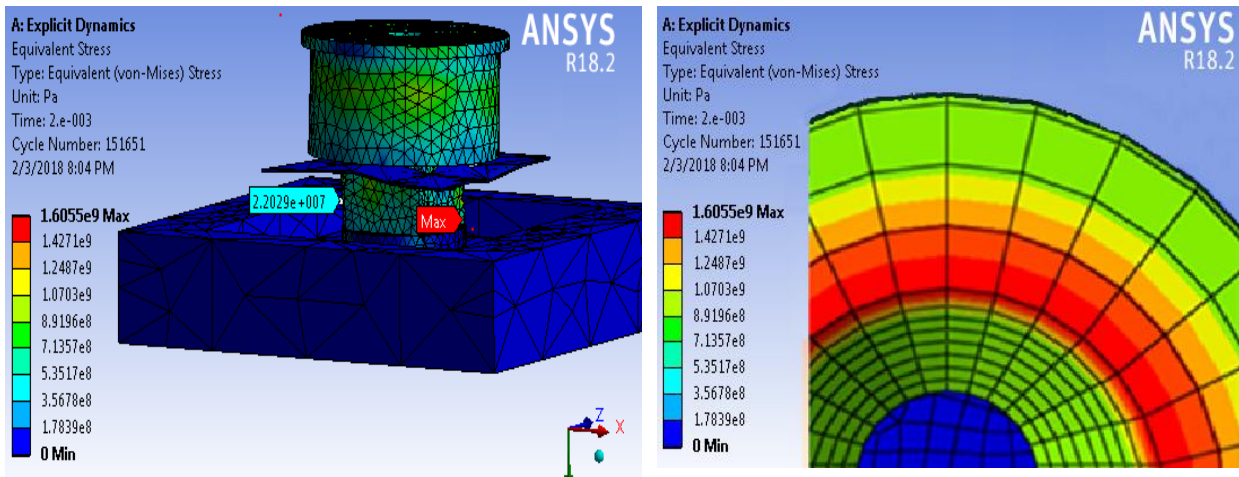 A: Explicit Dynamics
Equivalent Stress
Type: Equivalent (von-Mises) Stress
Unit: Pa
Time: 2.e-003
Cycle Number: 151651
2/3/2018 8:04 PM
1.6055e9 Max
1.4271e9
1.2487e9
1.0703e9
8.9196e8
7.1357e8
5.3517e8
3.5678e8
1.7839e8
0 Min
ANSYS
R18.2
2.2029e+007
Max
Z
X
A: Explicit Dynamics
Equivalent Stress
Type: Equivalent (von-Mises) Stress
Unit: Pa
Time: 2.e-003
Cycle Number: 151651
2/3/2018 8:04 PM
1.6055e9 Max
1.4271e9
1.2487e9
1.0703e9
8.9196e8
7.1357e8
5.3517e8
3.5678e8
1.7839e8
0 Min
ANSYS
R18.2